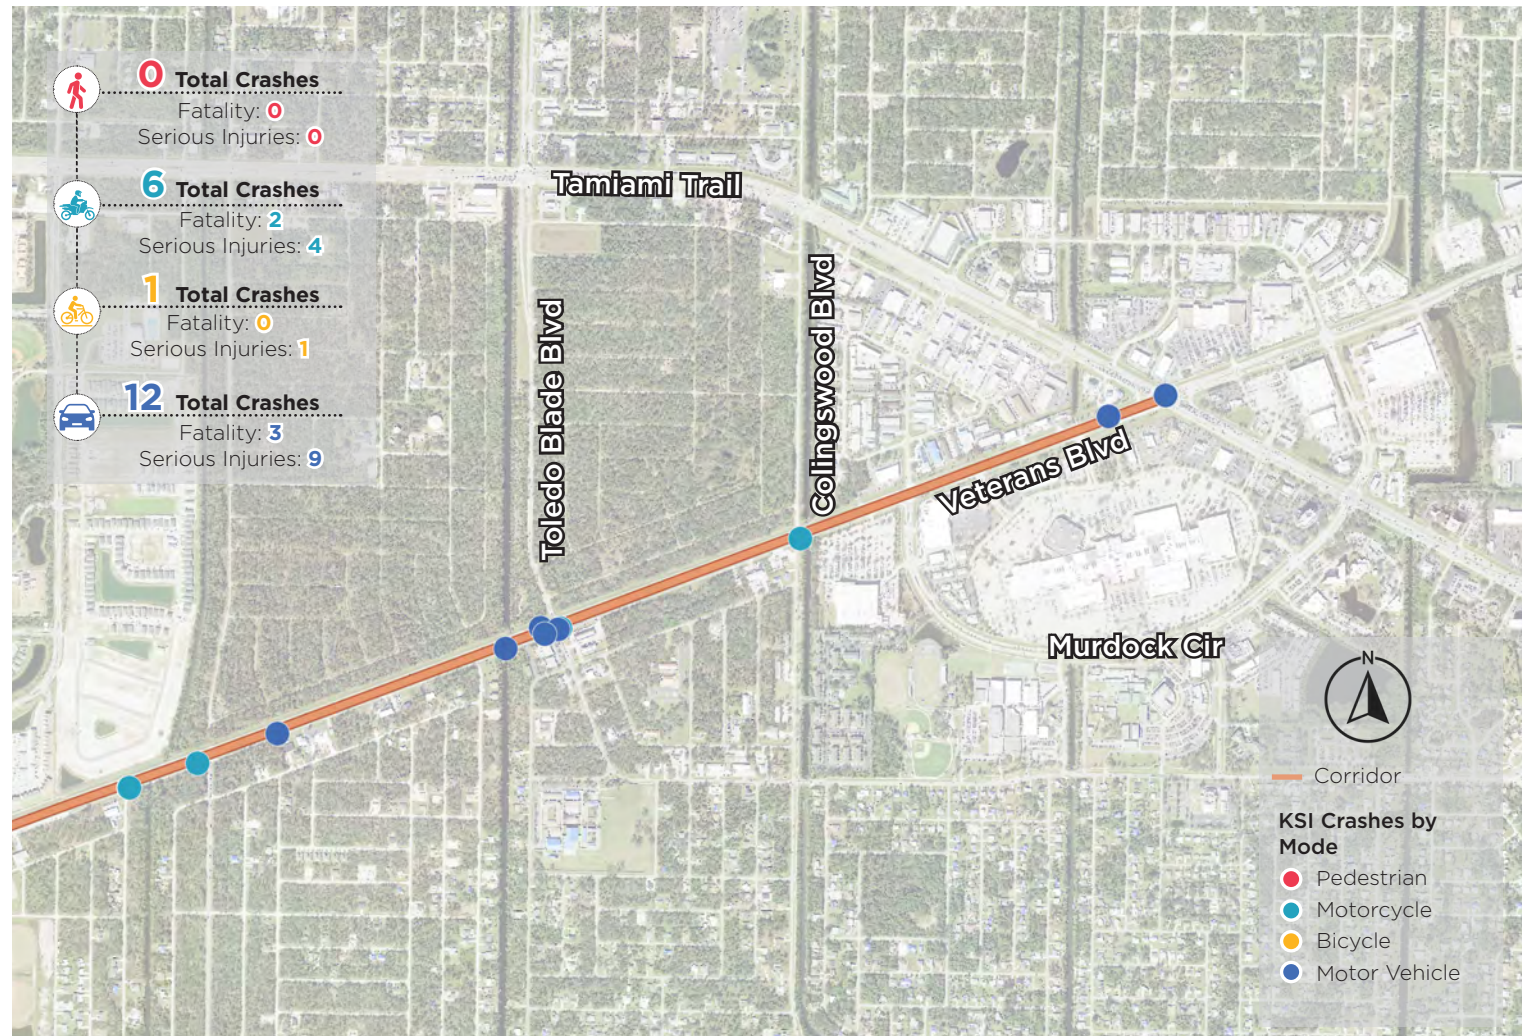 0 Total Crashes
Fatality: 0
Serious Injuries: 0
6 Total Crashes
Fatality: 2
Serious Injuries: 4
1 Total Crashes
Fatality: 0
Serious Injuries: 1
12 Total Crashes
Fatality: 3
Serious Injuries: 9
Tamiami Trail
Toledo Blade Blvd
Colingswood Blvd
Veterans Blvd
Murdock Cir
N
Corridor
KSI Crashes by
Mode
Pedestrian
Motorcycle
Bicycle
Motor Vehicle